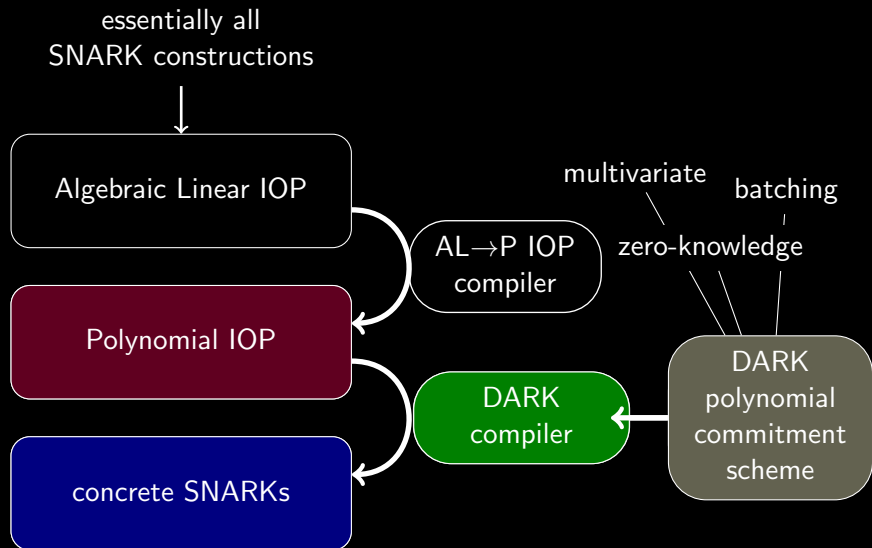 essentially all
SNARK constructions
Algebraic Linear IOP
multivariate
batching
AL→P IOP
compiler
zero-knowledge
Polynomial IOP
DARK
compiler
DARK
polynomial
commitment
scheme
concrete SNARKs